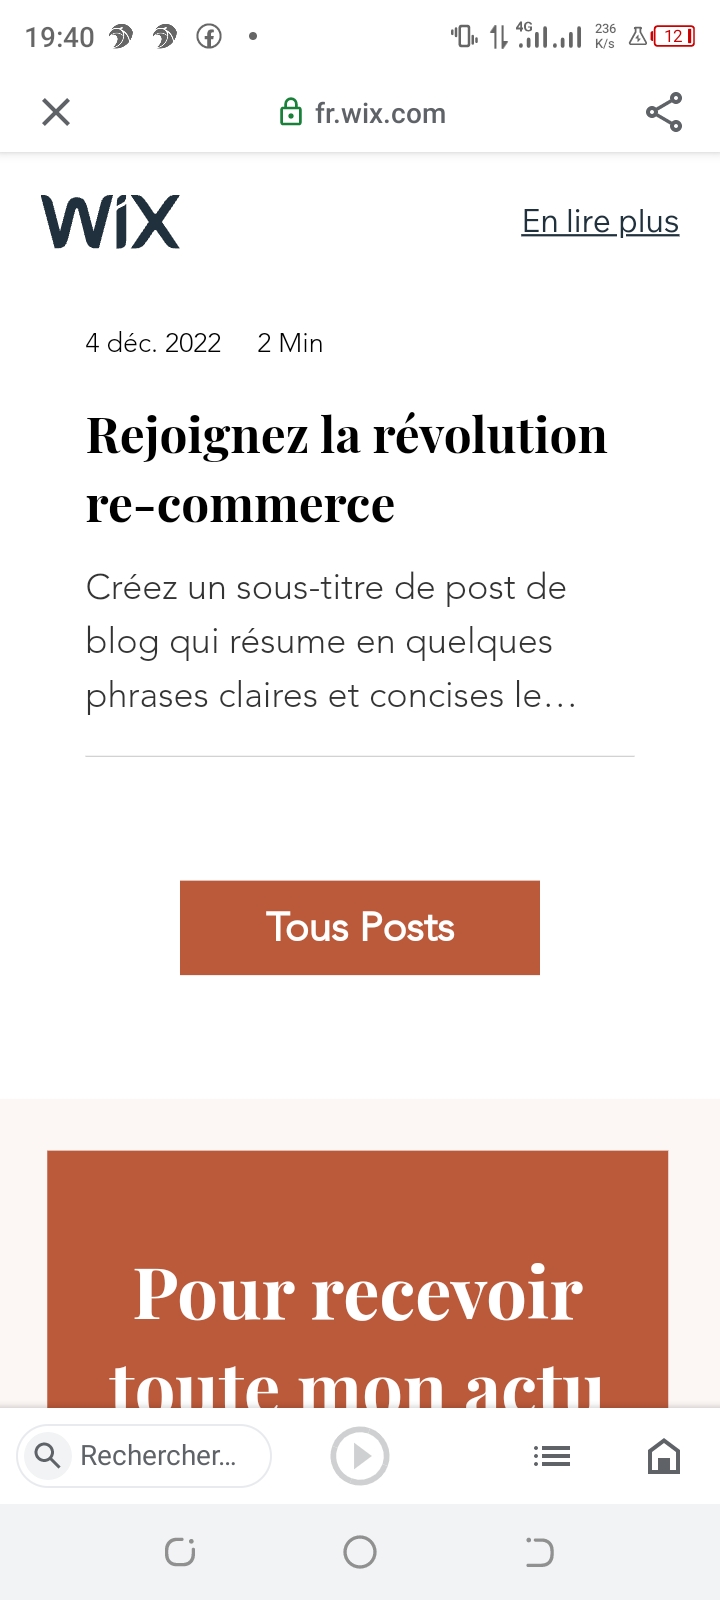 19:40
4G
236
K/s
12
fr.wix.com
WiX
En lire plus
4 déc. 2022 2 Min
Rejoignez la révolution
re-commerce
Créez un sous-titre de post de
blog qui résume en quelques
phrases claires et concises le...
Tous Posts
Pour recevoir
toute mon actu
Rechercher...